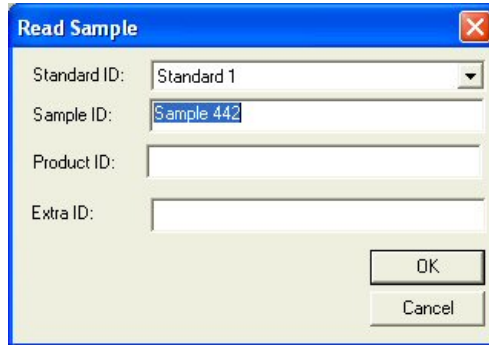 Read Sample
Standard ID: Standard 1
Sample ID: Sample 442
Product ID:
Extra ID:
OK
Cancel